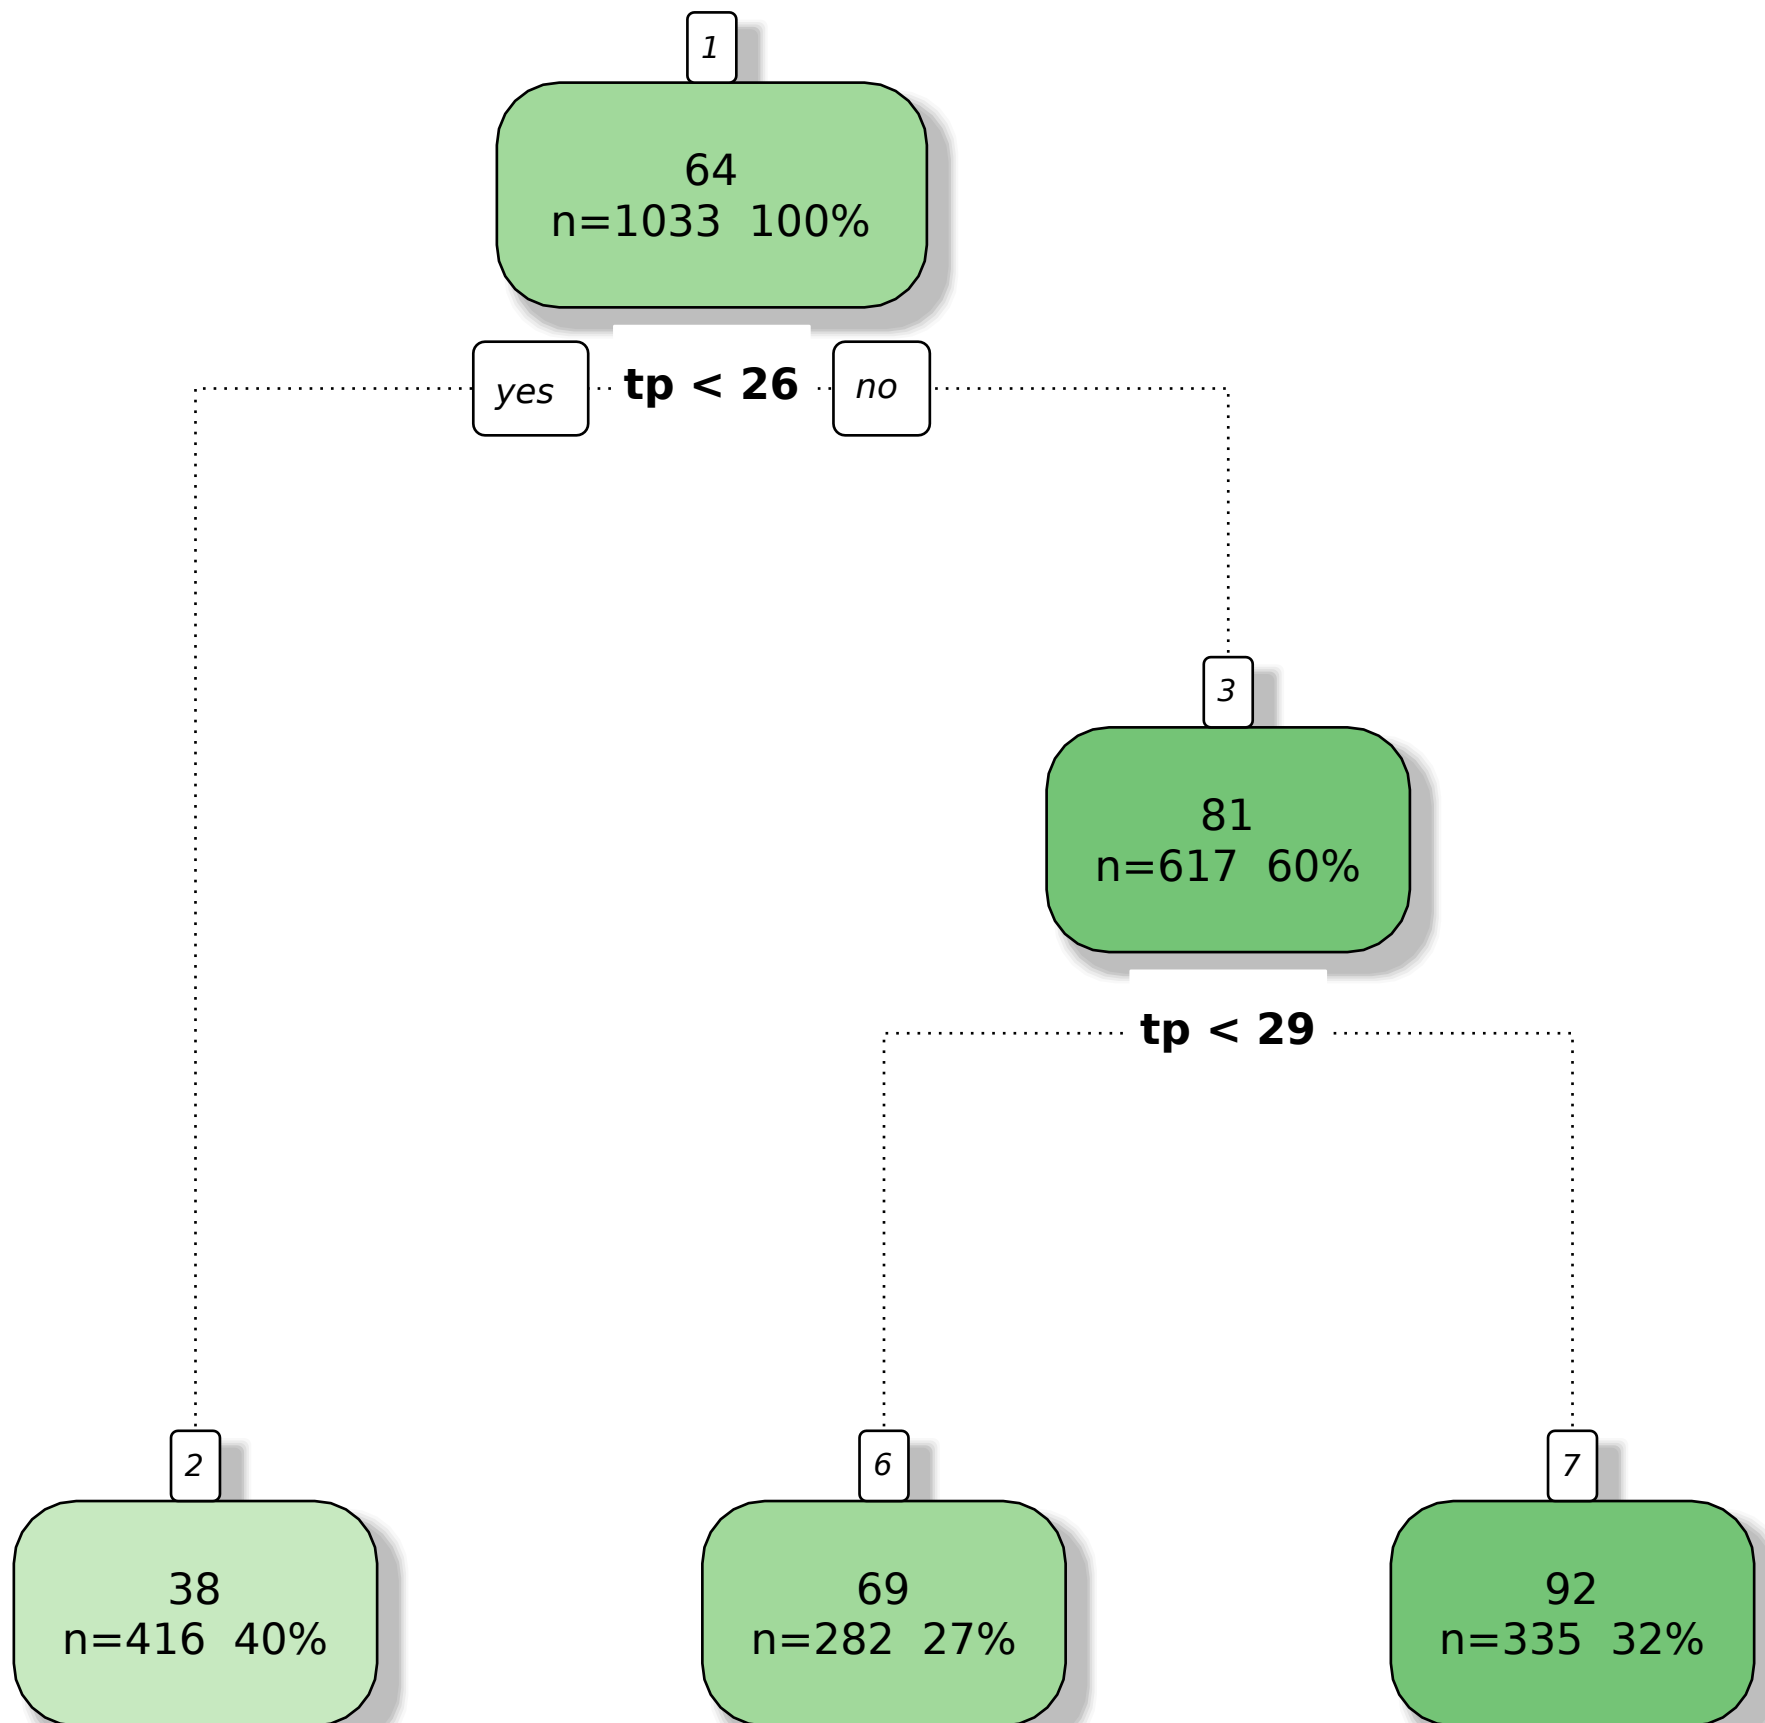 1
64
n=1033 100%
yes tp < 26 no
3
81
n=617 60%
tp < 29
2 6 7
38 69 92
n=416 40% n=282 27% n=335 32%